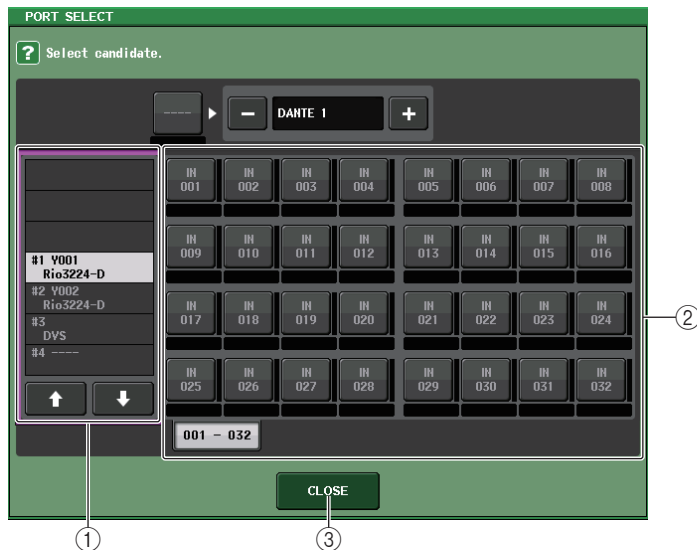 PORT SELECT
? Select candidate.
---- − DANTE 1 +
#1 Y001
Rio3224-D
#2 Y002
Rio3224-D
#3
DVS
#4 ----
IN 001 IN 002 IN 003 IN 004 IN 005 IN 006 IN 007 IN 008
IN 009 IN 010 IN 011 IN 012 IN 013 IN 014 IN 015 IN 016
IN 017 IN 018 IN 019 IN 020 IN 021 IN 022 IN 023 IN 024
IN 025 IN 026 IN 027 IN 028 IN 029 IN 030 IN 031 IN 032
001 - 032
②
CLOSE
①
③